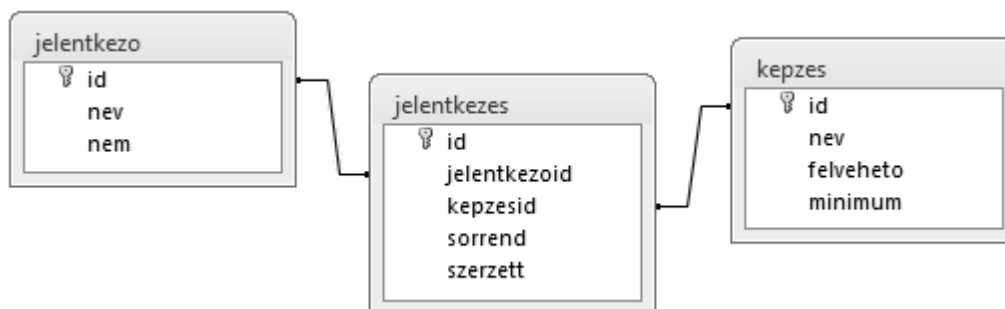 jelentkezo
id
nev
nem
jelentkezes
id
jelentkezoid
kepzesid
sorrend
szerzett
kepzes
id
nev
felveheto
minimum